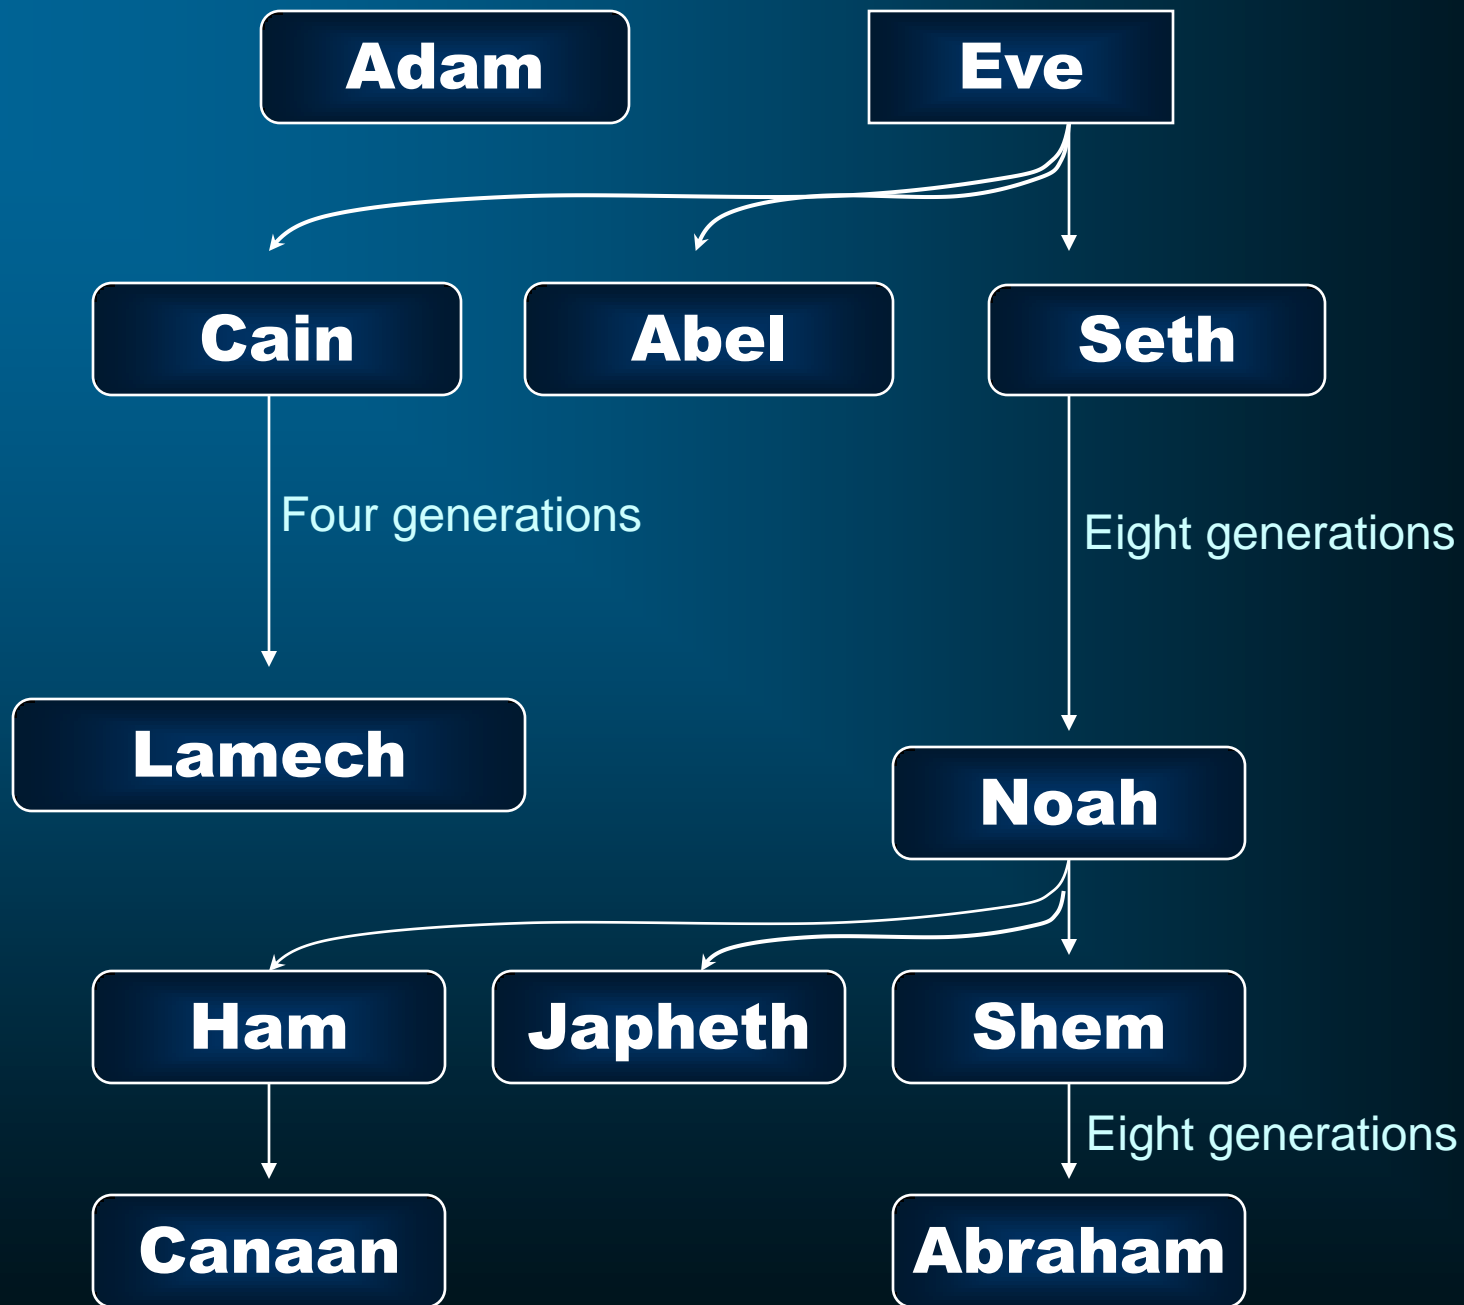 Adam
Eve
Cain
Abel
Seth
Four generations
Eight generations
Lamech
Noah
Ham
Japheth
Shem
Eight generations
Canaan
Abraham